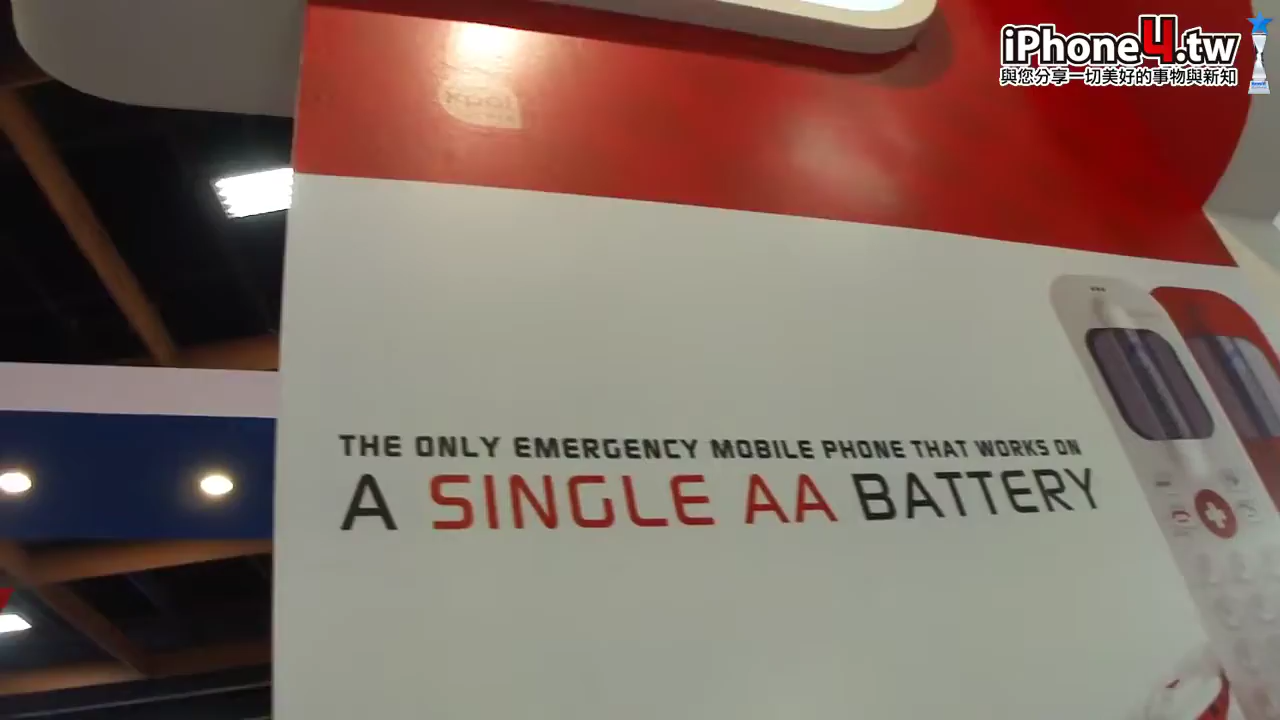 iPhone4.tw
與您分享一切美好的事物與新知
THE ONLY EMERGENCY MOBILE PHONE THAT WORKS ON
A SINGLE AA BATTERY